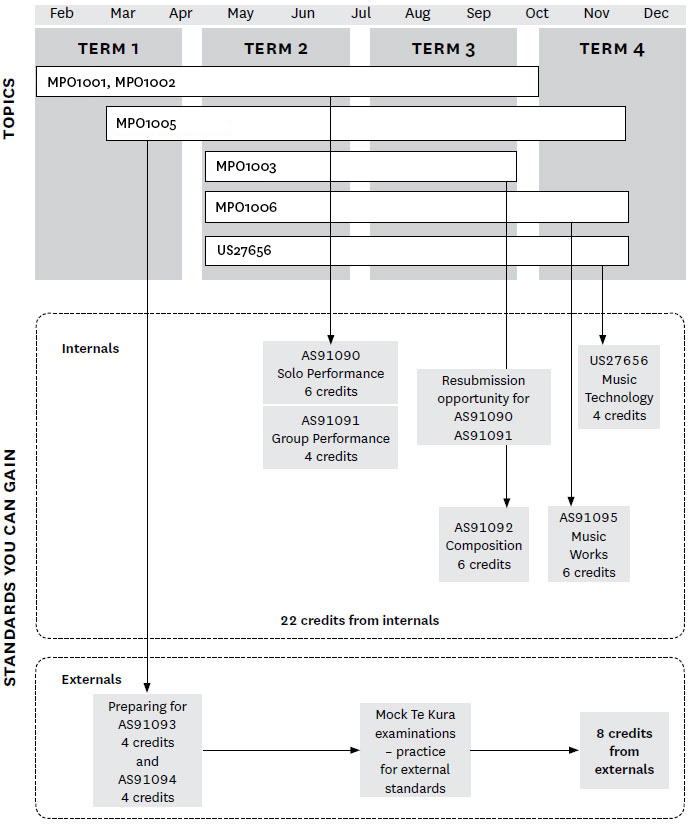 Feb Mar Apr May Jun Jul Aug Sep Oct Nov Dec
TERM 1 TERM 2 TERM 3 TERM 4
TOPICS
MPO1001, MPO1002
MPO1005
MPO1003
MPO1006
US27656
STANDARDS YOU CAN GAIN
Internals
AS91090
Solo Performance
6 credits
AS91091
Group Performance
4 credits
Resubmission
opportunity for
AS91090
AS91091
US27656
Music
Technology
4 credits
AS91092
Composition
6 credits
AS91095
Music
Works
6 credits
22 credits from internals
Externals
Preparing for
AS91093
4 credits
and
AS91094
4 credits
Mock Te Kura
examinations
– practice
for external
standards
8 credits
from
externals